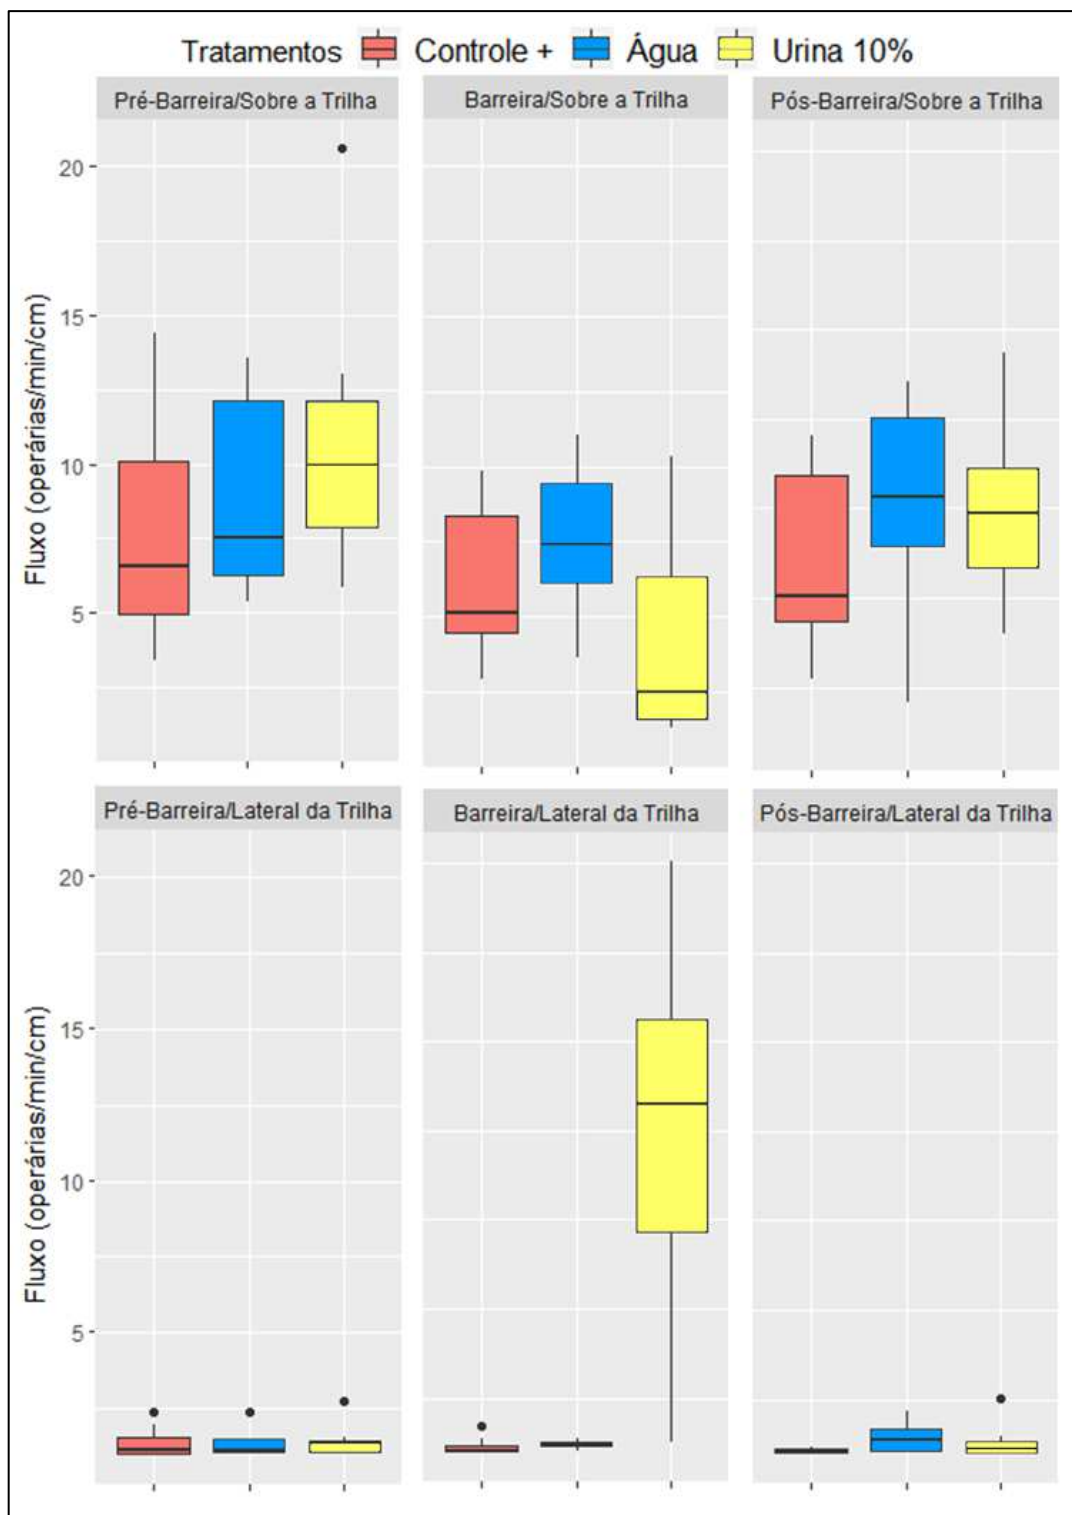 Tratamentos Controle + Água Urina 10%
Pré-Barreira/Sobre a Trilha Barreira/Sobre a Trilha Pós-Barreira/Sobre a Trilha
Fluxo (operárias/min/cm)
20
15
10
5
Pré-Barreira/Lateral da Trilha Barreira/Lateral da Trilha Pós-Barreira/Lateral da Trilha
Fluxo (operárias/min/cm)
20
15
10
5